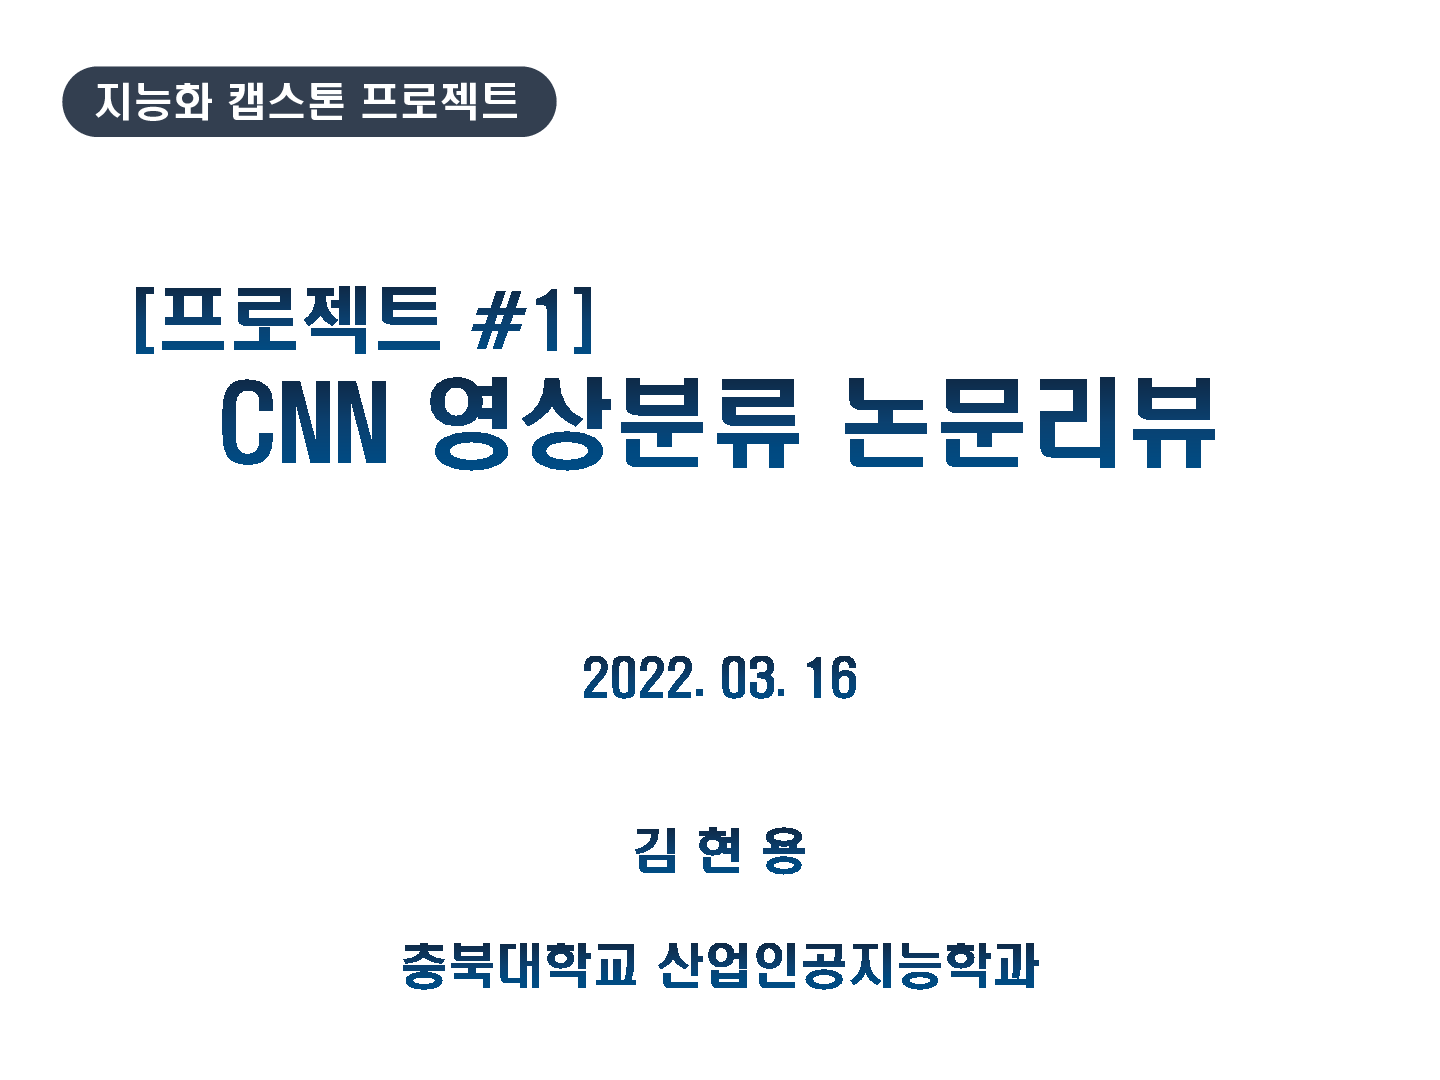 지능화 캡스톤 프로젝트
[프로젝트 #1]
CNN 영상분류 논문리뷰
2022. 03. 16
김 현 용
충북대학교 산업인공지능학과